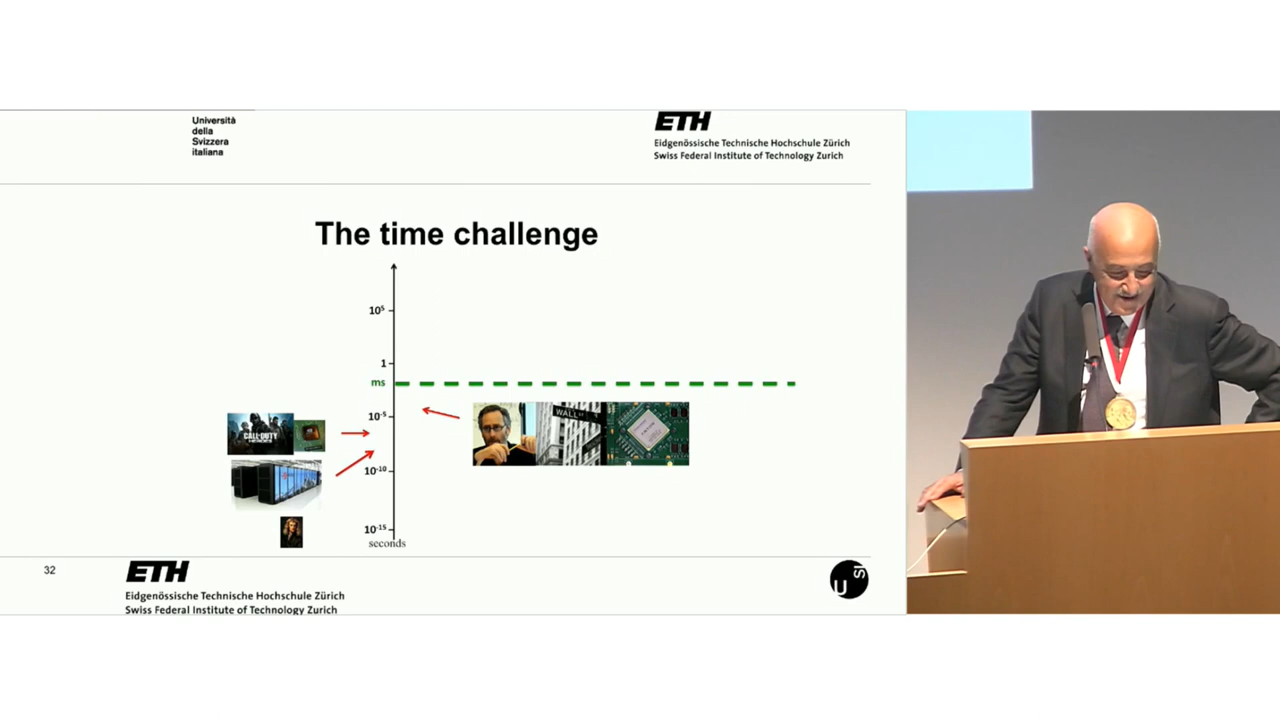 Università
della
Svizzera
italiana
ETH
Eidgenössische Technische Hochschule Zürich
Swiss Federal Institute of Technology Zurich
The time challenge
10⁵
1
ms
10⁻⁵
10⁻¹⁰
10⁻¹⁵
seconds
CALL·DUTY
HEROES
WALL ST
32
ETH
Eidgenössische Technische Hochschule Zürich
Swiss Federal Institute of Technology Zurich
USI